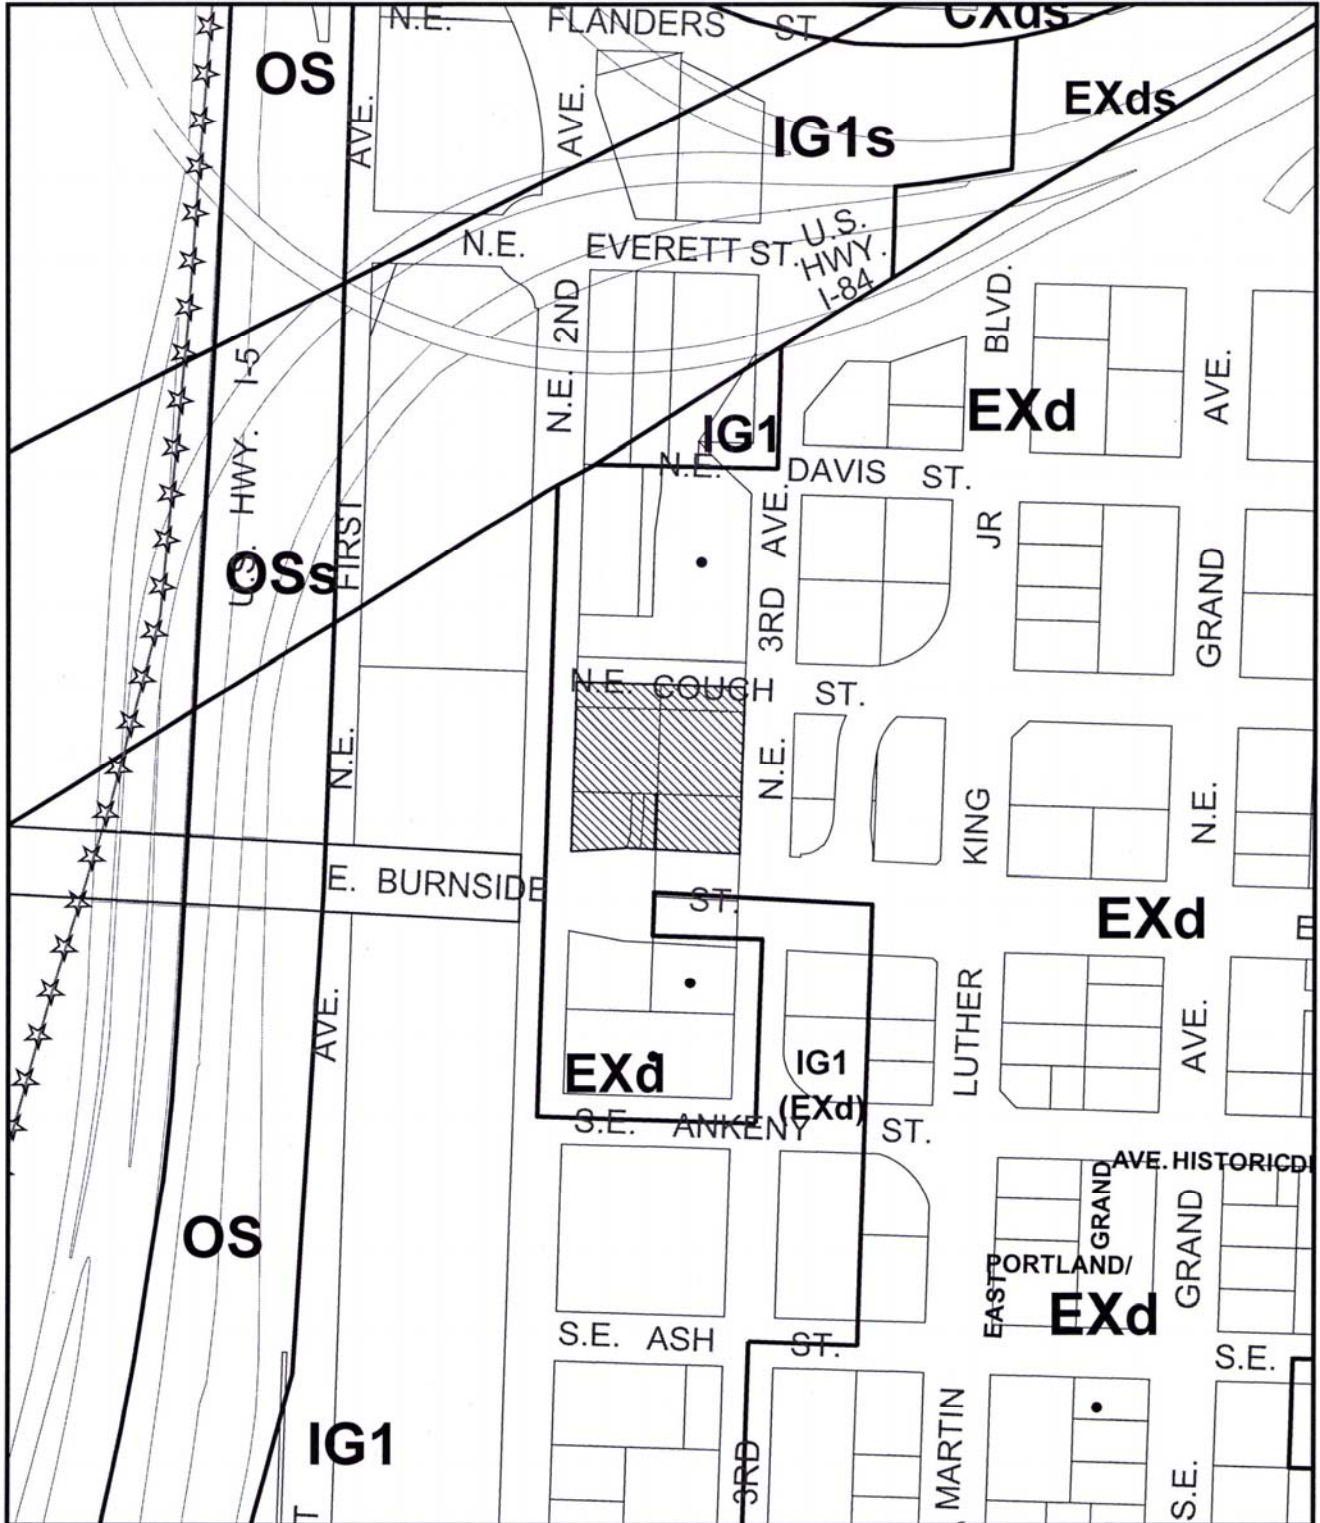 N.E. FLANDERS ST.
CXds
OS
EXds
AVE.
AVE.
IG1s
N.E. EVERETT ST.
U.S.
HWY.
I-84
BLVD.
N.E. 2ND
U.S. HWY. I-5
AVE.
EXd
IG1
N.E. DAVIS ST.
JR
AVE.
OSs
FIRST
3RD
GRAND
N.E. COUCH ST.
N.E.
N.E.
KING
N.E.
E. BURNSIDE ST.
EXd
E
LUTHER
AVE.
AVE.
IG1
(EXd)
EXd
S.E. ANKENY ST.
AVE. HISTORIC DI
GRAND
GRAND
OS
PORTLAND/
EAST
EXd
S.E. ASH ST.
S.E.
IG1
3RD
MARTIN
S.E.
T